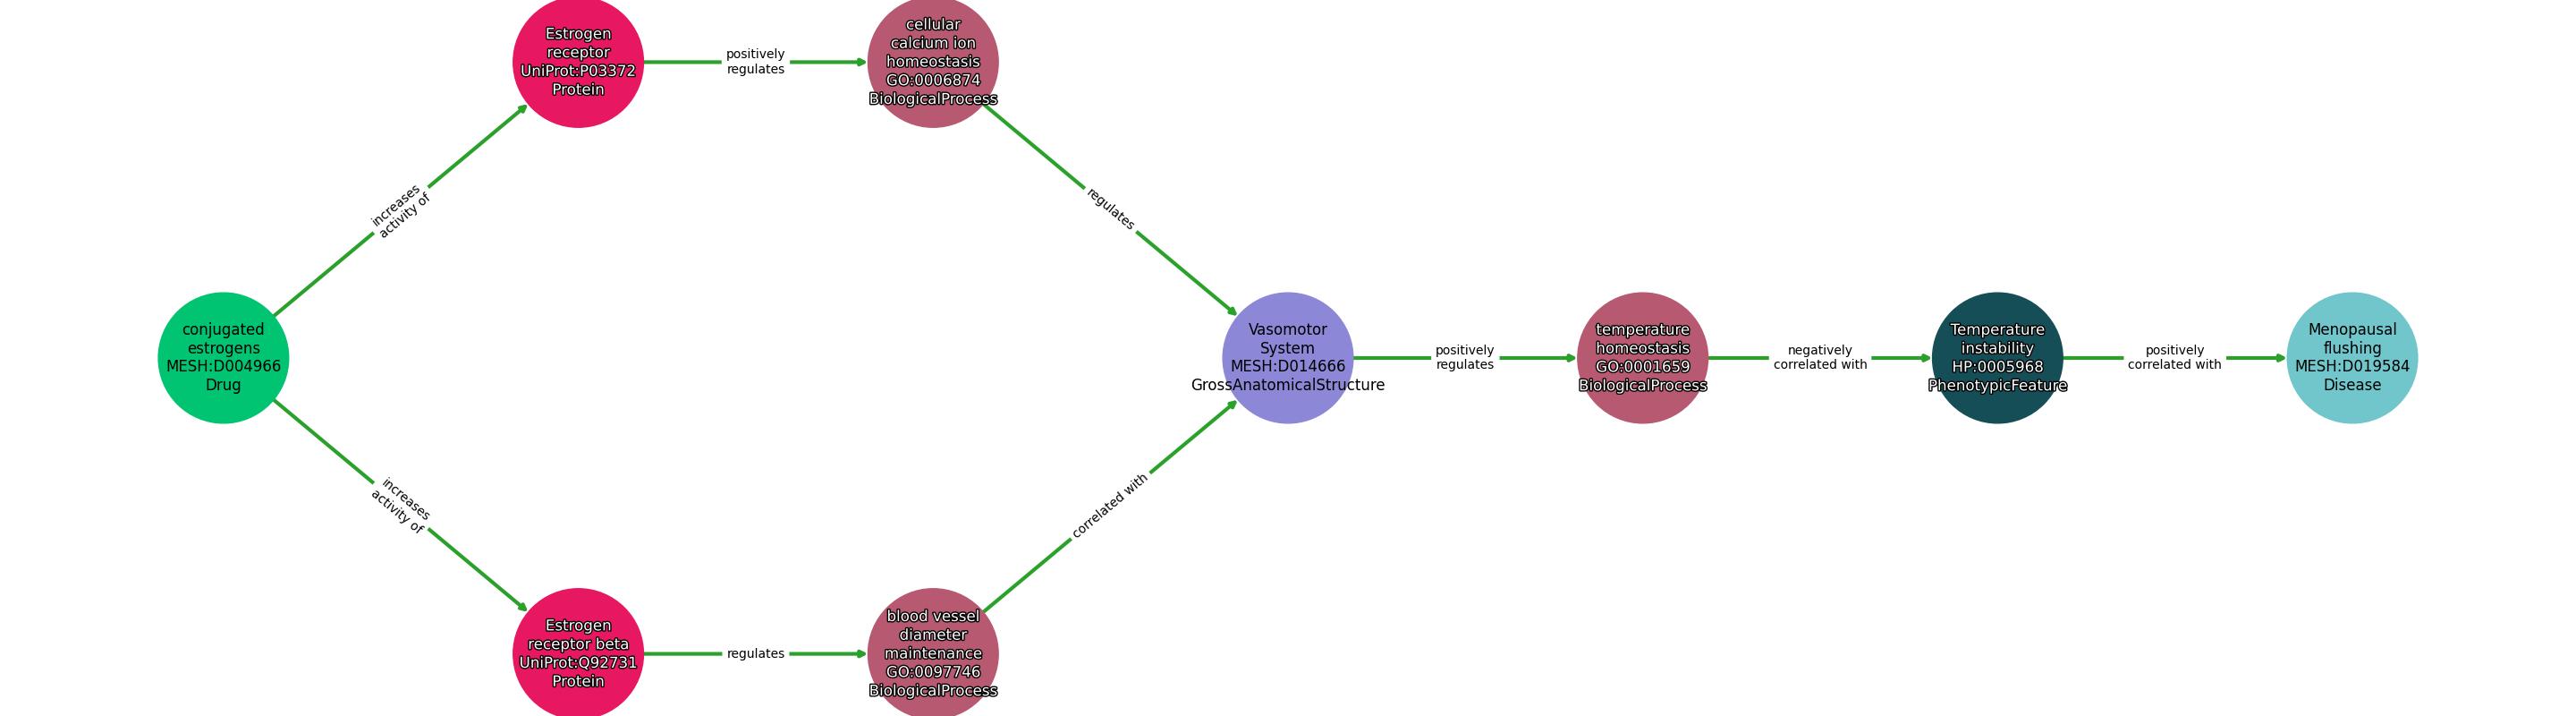 Estrogen
receptor
UniProt:P03372
Protein
positively
regulates
cellular
calcium ion
homeostasis
GO:0006874
BiologicalProcess
increases
activity of
regulates
conjugated
estrogens
MESH:D004966
Drug
Vasomotor
System
MESH:D014666
GrossAnatomicalStructure
positively
regulates
temperature
homeostasis
GO:0001659
BiologicalProcess
negatively
correlated with
Temperature
instability
HP:0005968
PhenotypicFeature
positively
correlated with
Menopausal
flushing
MESH:D019584
Disease
increases
activity of
correlated with
Estrogen
receptor beta
UniProt:Q92731
Protein
regulates
blood vessel
diameter
maintenance
GO:0097746
BiologicalProcess